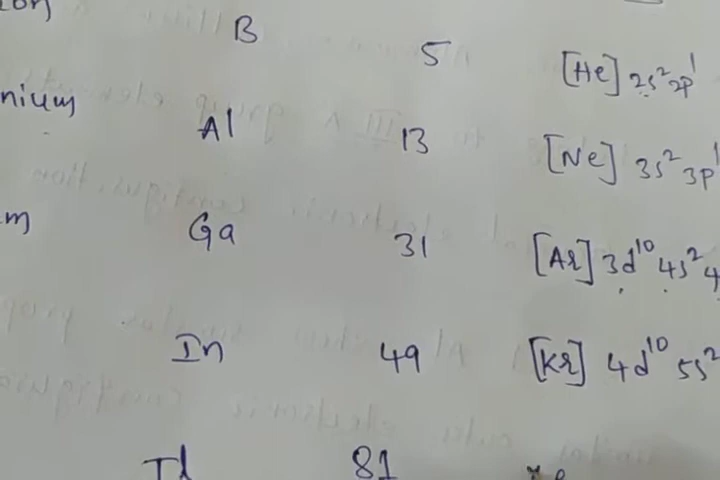 B 5 [He] 2s² 2p¹
nium Al 13 [Ne] 3s² 3p¹
m Ga 31 [Ar] 3d¹⁰ 4s² 4
In 49 [Kr] 4d¹⁰ 5s²
Tl 81